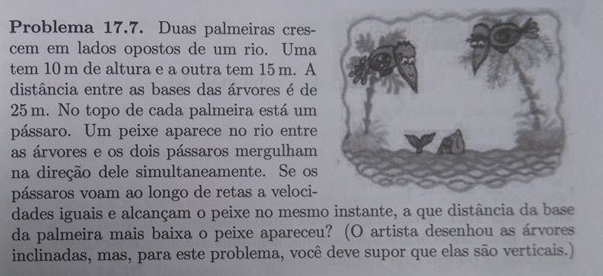 Problema 17.7. Duas palmeiras cres-
cem em lados opostos de um rio. Uma
tem 10 m de altura e a outra tem 15 m. A
distância entre as bases das árvores é de
25 m. No topo de cada palmeira está um
pássaro. Um peixe aparece no rio entre
as árvores e os dois pássaros mergulham
na direção dele simultaneamente. Se os
pássaros voam ao longo de retas a veloci-
dades iguais e alcançam o peixe no mesmo instante, a que distância da base
da palmeira mais baixa o peixe apareceu? (O artista desenhou as árvores
inclinadas, mas, para este problema, você deve supor que elas são verticais.)